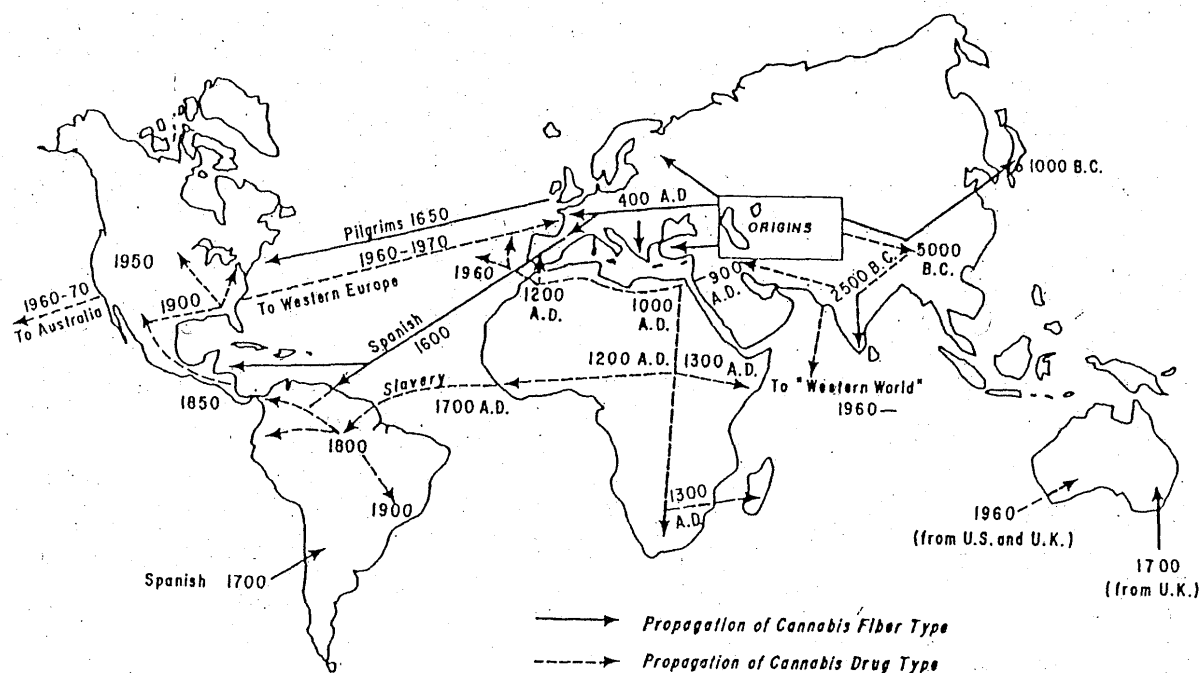 1000 B.C.
400 A.D
ORIGINS
Pilgrims 1650
1960-1970
To Western Europe
1950
1900
1960-70
To Australia
1960
1200
A.D.
900
A.D.
5000
B.C.
2500 B.C.
1000
A.D.
Spanish
1600
1200 A.D.
1300
A.D.
To "Western World"
1960—
Slavery
1700 A.D.
1850
1800
1900
1300
A.D.
1960
(from U.S. and U.K.)
1700
(from U.K.)
Spanish 1700
Propagation of Cannabis Fiber Type
Propagation of Cannabis Drug Type